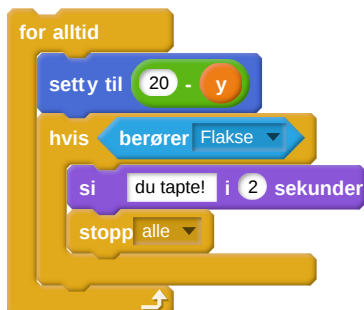 for alltid
sett y til 20 - y
hvis berører Flakse
si du tapte! i 2 sekunder
stopp alle